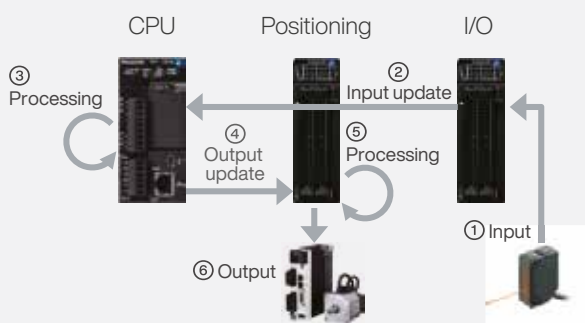 CPU
Positioning
I/O
③
Processing
②
Input update
④
Output
update
⑤
Processing
① Input
⑥ Output